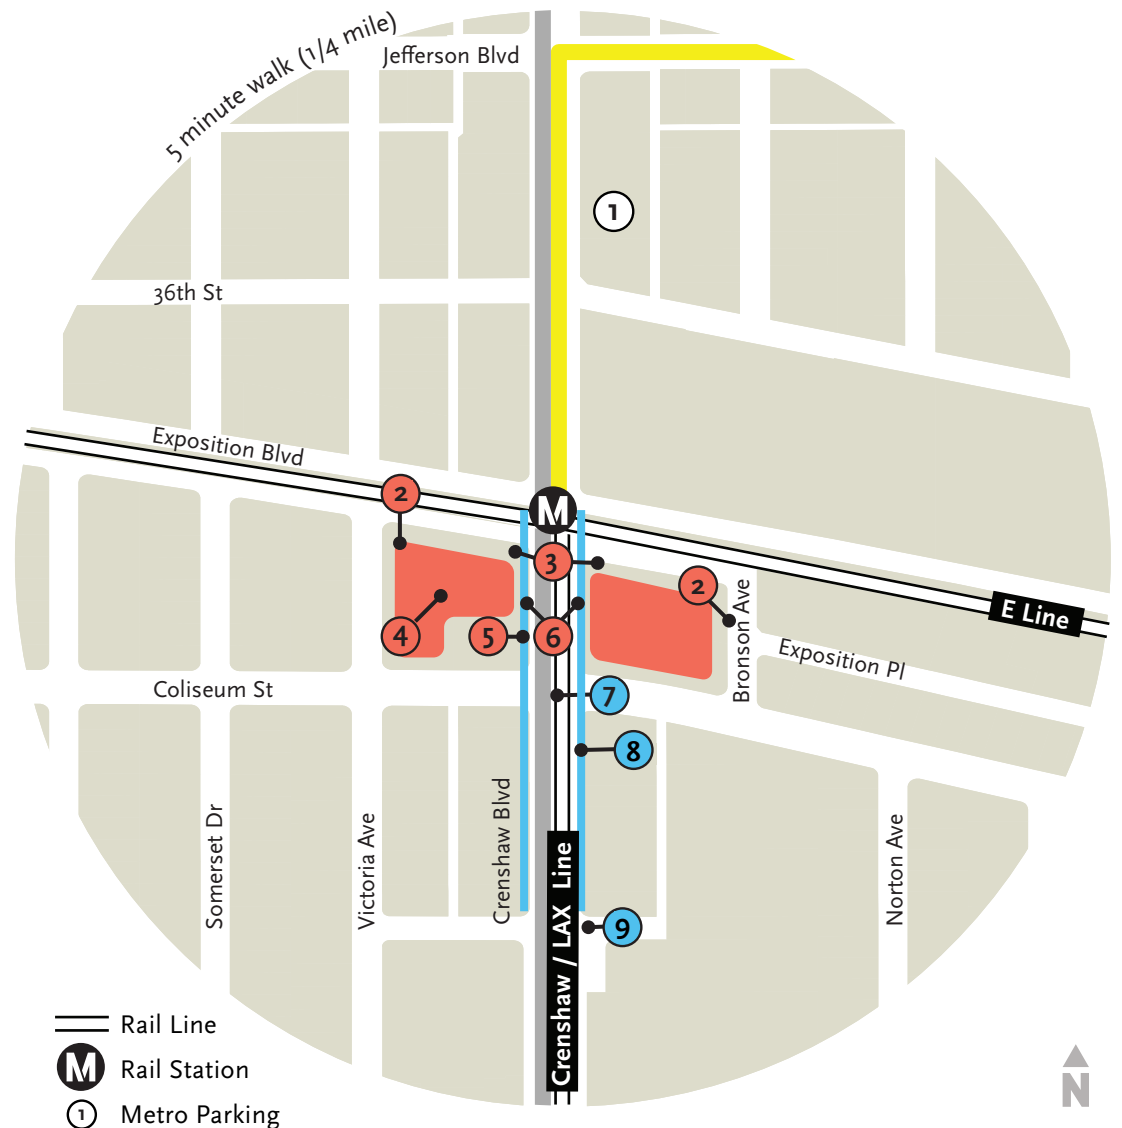 5 minute walk (1/4 mile)
Jefferson Blvd
1
36th St
Exposition Blvd
2
M
3
2
E Line
Bronson Ave
4
5
6
Exposition Pl
Coliseum St
7
8
Somerset Dr
Victoria Ave
Crenshaw Blvd
Crenshaw / LAX Line
Norton Ave
9
Rail Line
M Rail Station
1 Metro Parking
N